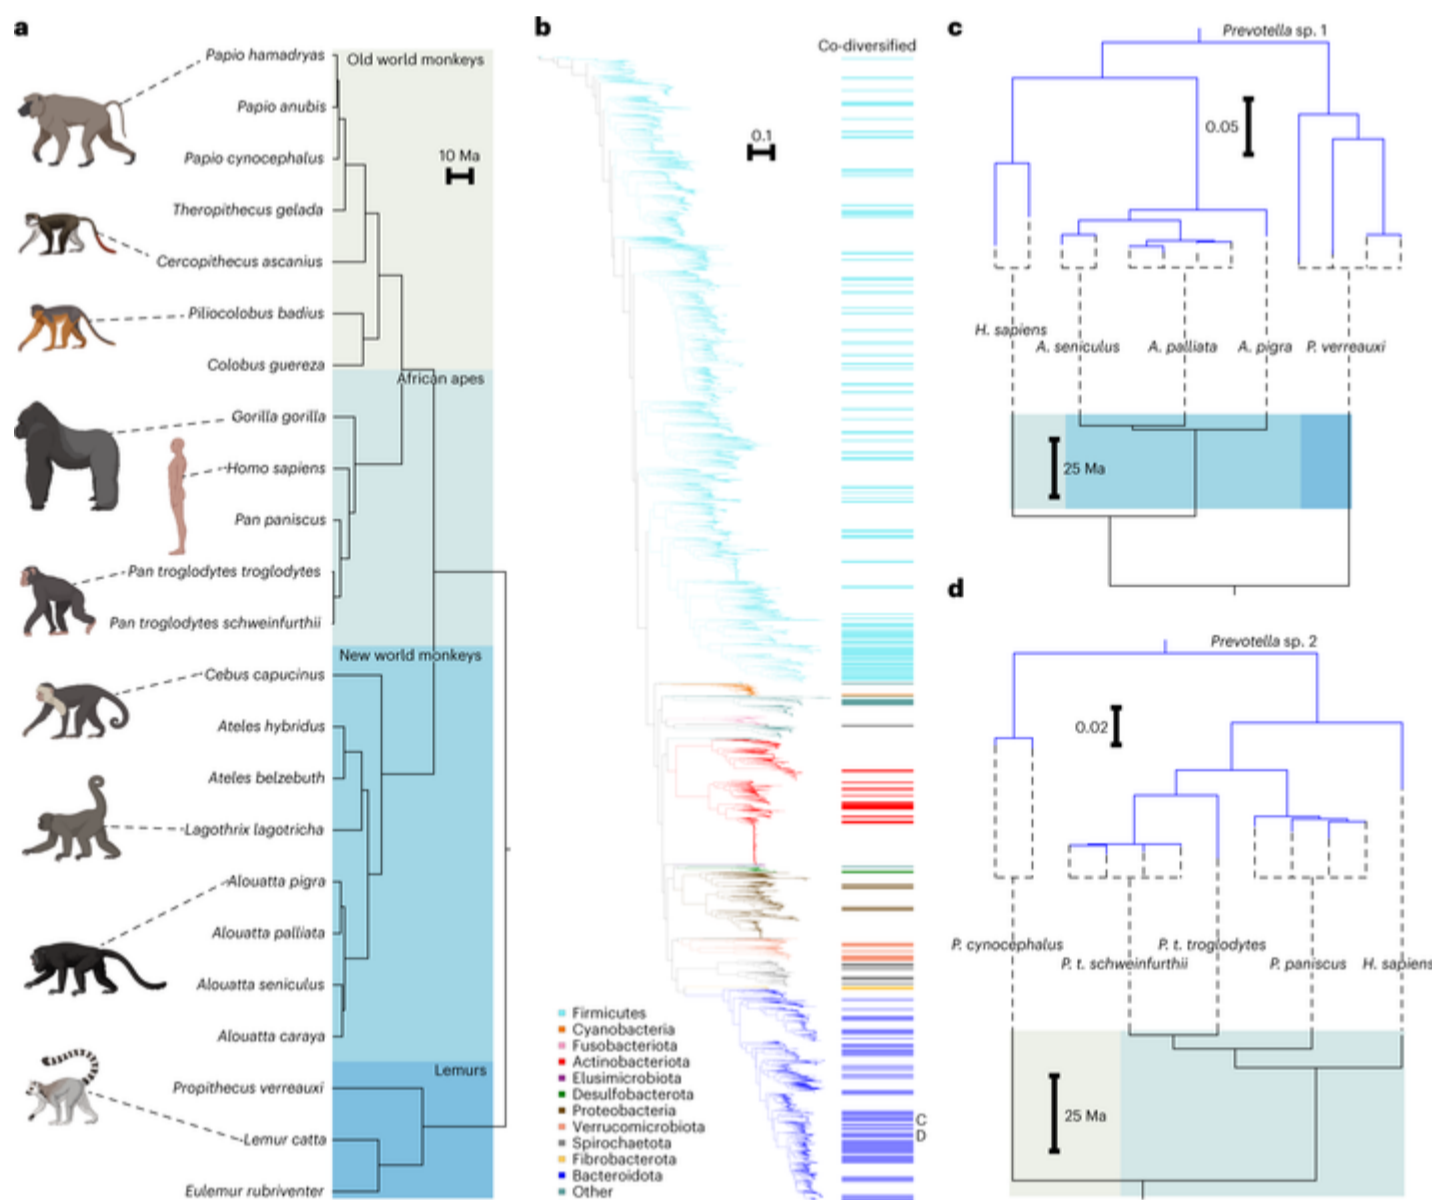 a
Papio hamadryas
Old world monkeys
Papio anubis
Papio cynocephalus
10 Ma
Theropithecus gelada
Cercopithecus ascanius
Piliocolobus badius
Colobus guereza
African apes
Gorilla gorilla
Homo sapiens
Pan paniscus
Pan troglodytes troglodytes
Pan troglodytes schweinfurthii
New world monkeys
Cebus capucinus
Ateles hybridus
Ateles belzebuth
Lagothrix lagotricha
Alouatta pigra
Alouatta palliata
Alouatta seniculus
Alouatta caraya
Lemurs
Propithecus verreauxi
Lemur catta
Eulemur rubriventer
b
Co-diversified
0.1
Firmicutes
Cyanobacteria
Fusobacteriota
Actinobacteriota
Elusimicrobiota
Desulfobacterota
Proteobacteria
Verrucomicrobiota
Spirochaetota
Fibrobacterota
Bacteroidota
Other
C
D
c
Prevotella sp. 1
0.05
H. sapiens
A. seniculus
A. palliata
A. pigra
P. verreauxi
25 Ma
d
Prevotella sp. 2
0.02
P. cynocephalus
P. t. troglodytes
P. t. schweinfurthii
P. paniscus
H. sapiens
25 Ma